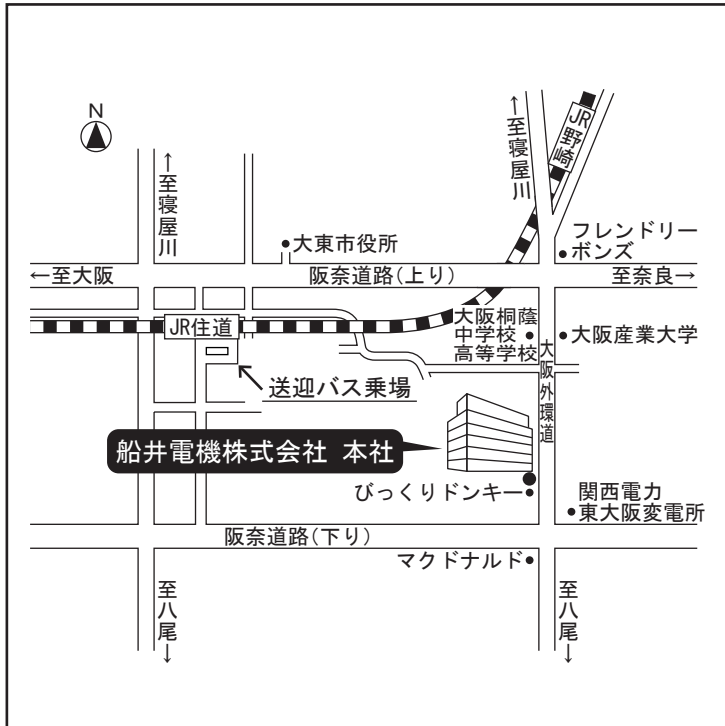 N
←至寝屋川
←至寝屋川
JR野崎
大東市役所
フレンドリー
ボンズ
←至大阪
阪奈道路(上り)
至奈良→
JR住道
大阪桐蔭
中学校
高等学校
大阪産業大学
大阪外環道
送迎バス乗場
船井電機株式会社 本社
びっくりドンキー
関西電力
東大阪変電所
阪奈道路(下り)
マクドナルド
至八尾→
至八尾→